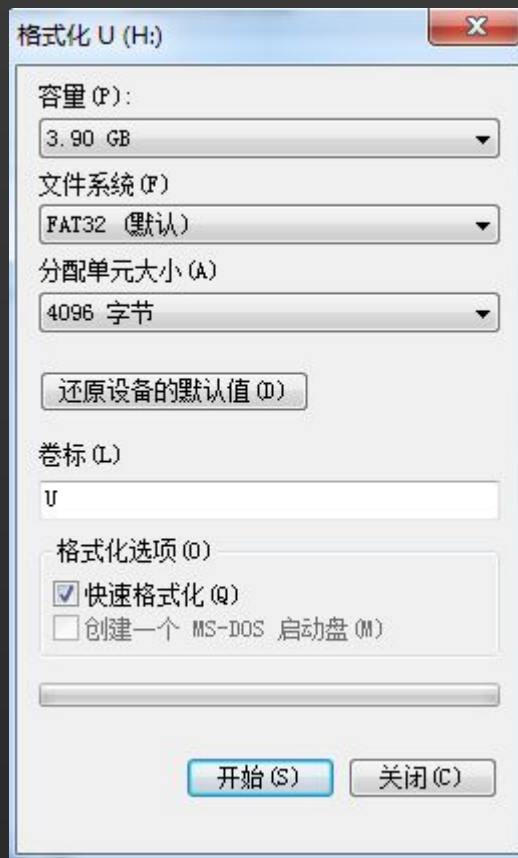 格式化 U (H:)
容量(P):
3.90 GB
文件系统(F)
FAT32 (默认)
分配单元大小(A)
4096 字节
还原设备的默认值(D)
卷标(L)
U
格式化选项(O)
快速格式化(Q)
创建一个 MS-DOS 启动盘(M)
开始(S) 关闭(C)